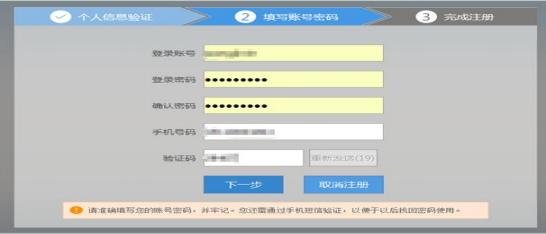 个人信息验证
2 填写账号密码
3 完成注册
登录账号
登录密码 ●●●●●●●●●
确认密码 ●●●●●●●●●
手机号码
验证码 重新发送(19)
下一步 取消注册
请准确填写您的账号密码，并牢记。您还需通过手机短信验证，以便于以后找回密码使用。